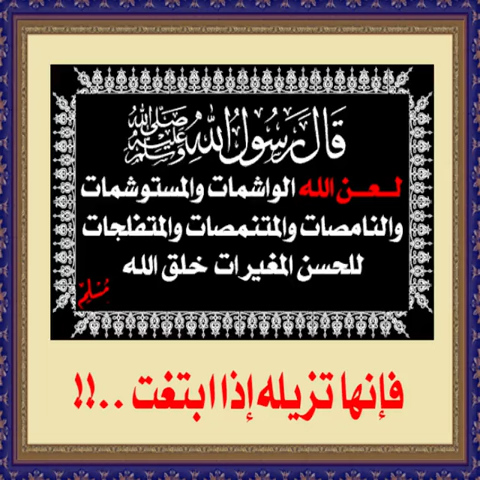 قال رسول الله صلى الله عليه وسلم
لعن الله الواشمات والمستوشمات
والنامصات والمتنمصات والمتفلجات
للحسن المغيرات خلق الله
مسلم
فإنها تزيله إذا ابتغت ..!!